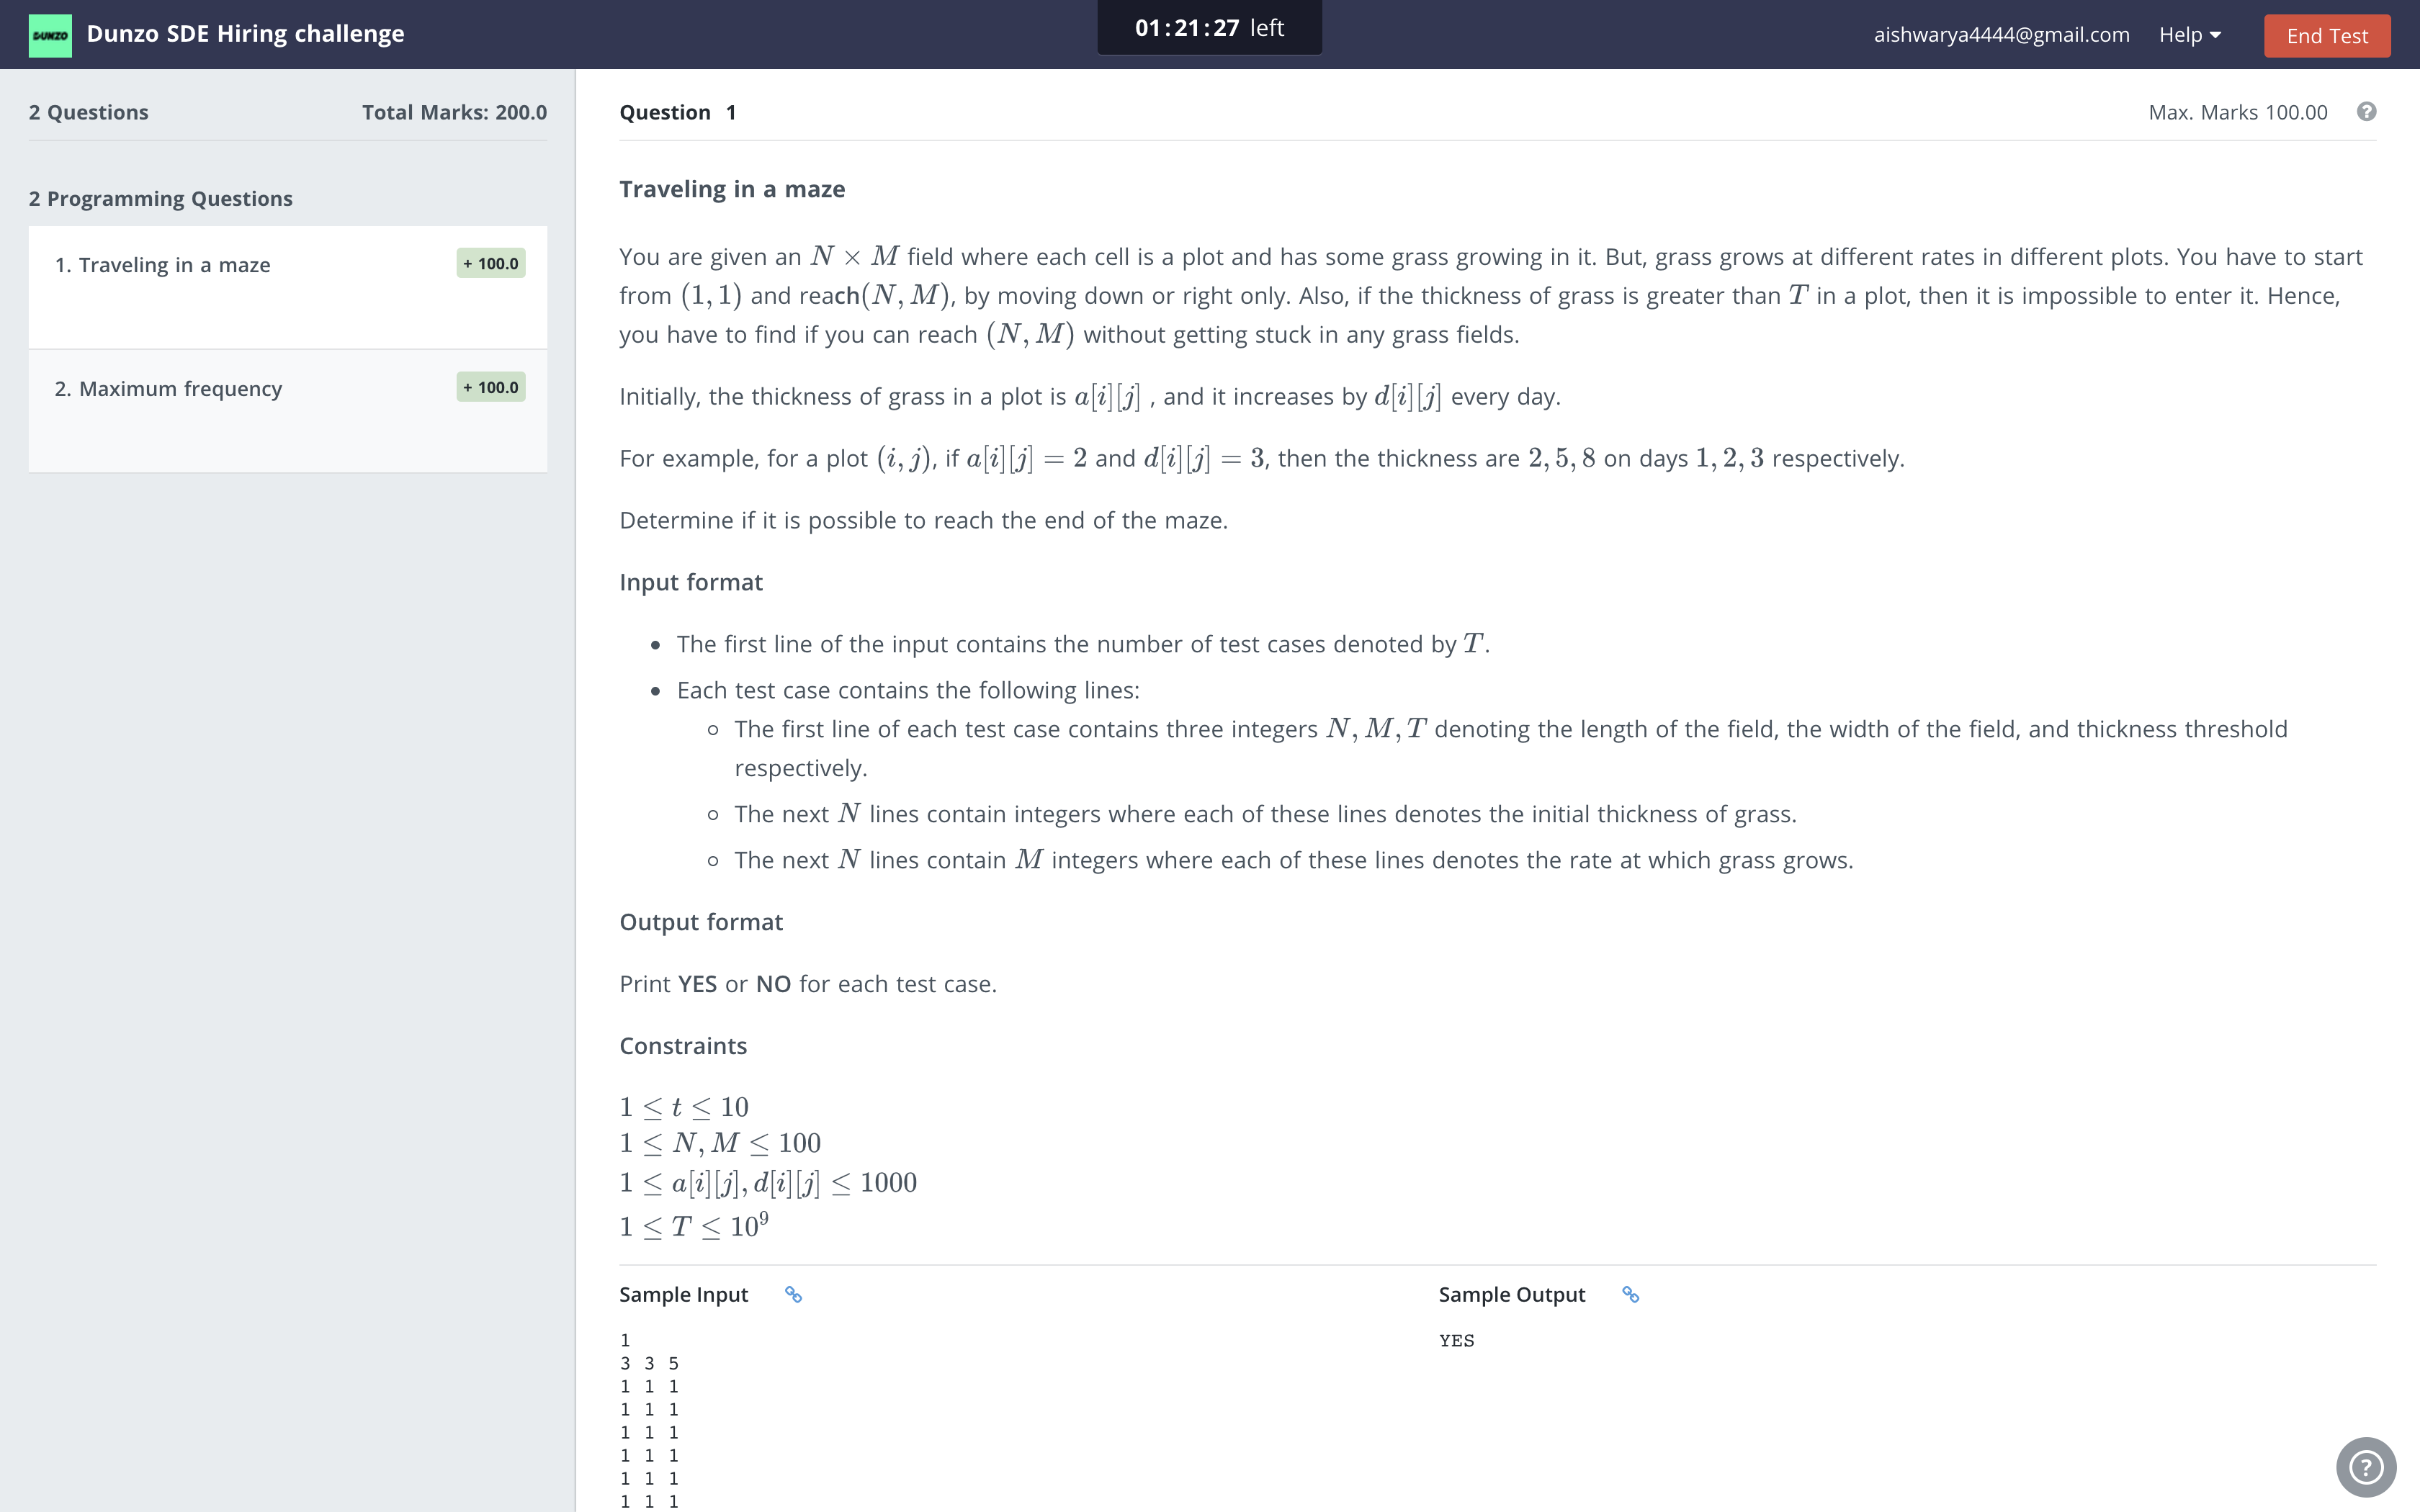 DUNZO
Dunzo SDE Hiring challenge
01:21:27 left
aishwarya4444@gmail.com
Help
End Test
2 Questions
Total Marks: 200.0
2 Programming Questions
1. Traveling in a maze
+ 100.0
2. Maximum frequency
+ 100.0
Question 1
Max. Marks 100.00
?
Traveling in a maze
You are given an N × M field where each cell is a plot and has some grass growing in it. But, grass grows at different rates in different plots. You have to start
from (1, 1) and reach(N, M), by moving down or right only. Also, if the thickness of grass is greater than T in a plot, then it is impossible to enter it. Hence,
you have to find if you can reach (N, M) without getting stuck in any grass fields.
Initially, the thickness of grass in a plot is a[i][j] , and it increases by d[i][j] every day.
For example, for a plot (i, j), if a[i][j] = 2 and d[i][j] = 3, then the thickness are 2, 5, 8 on days 1, 2, 3 respectively.
Determine if it is possible to reach the end of the maze.
Input format
• The first line of the input contains the number of test cases denoted by T.
• Each test case contains the following lines:
○ The first line of each test case contains three integers N, M, T denoting the length of the field, the width of the field, and thickness threshold
respectively.
○ The next N lines contain integers where each of these lines denotes the initial thickness of grass.
○ The next N lines contain M integers where each of these lines denotes the rate at which grass grows.
Output format
Print YES or NO for each test case.
Constraints
1 ≤ t ≤ 10
1 ≤ N, M ≤ 100
1 ≤ a[i][j], d[i][j] ≤ 1000
1 ≤ T ≤ 10⁹
Sample Input
1
3 3 5
1 1 1
1 1 1
1 1 1
1 1 1
1 1 1
1 1 1
Sample Output
YES
?